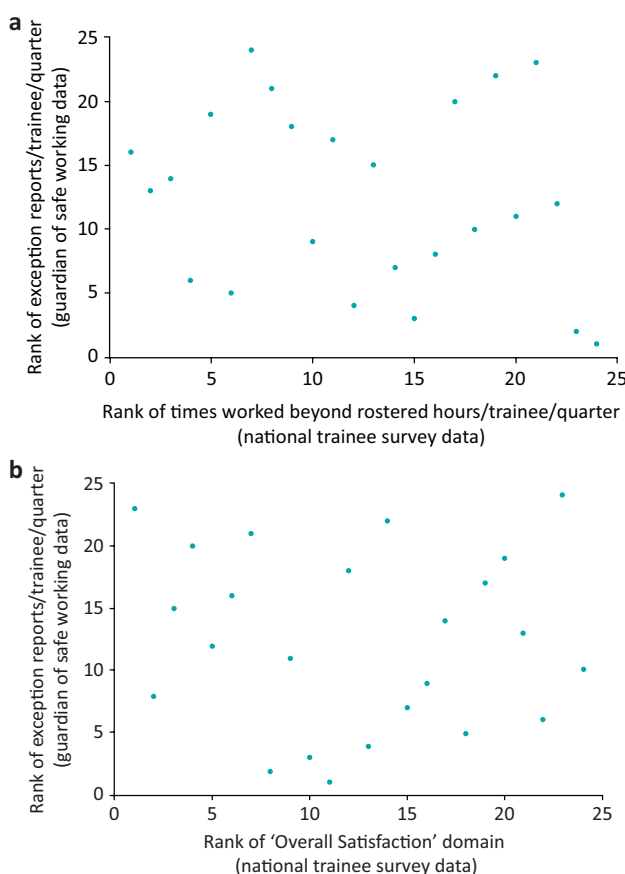 a
Rank of exception reports/trainee/quarter
(guardian of safe working data)
25
20
15
10
5
0
0 5 10 15 20 25
Rank of times worked beyond rostered hours/trainee/quarter
(national trainee survey data)
b
Rank of exception reports/trainee/quarter
(guardian of safe working data)
25
20
15
10
5
0
0 5 10 15 20 25
Rank of ‘Overall Satisfaction’ domain
(national trainee survey data)